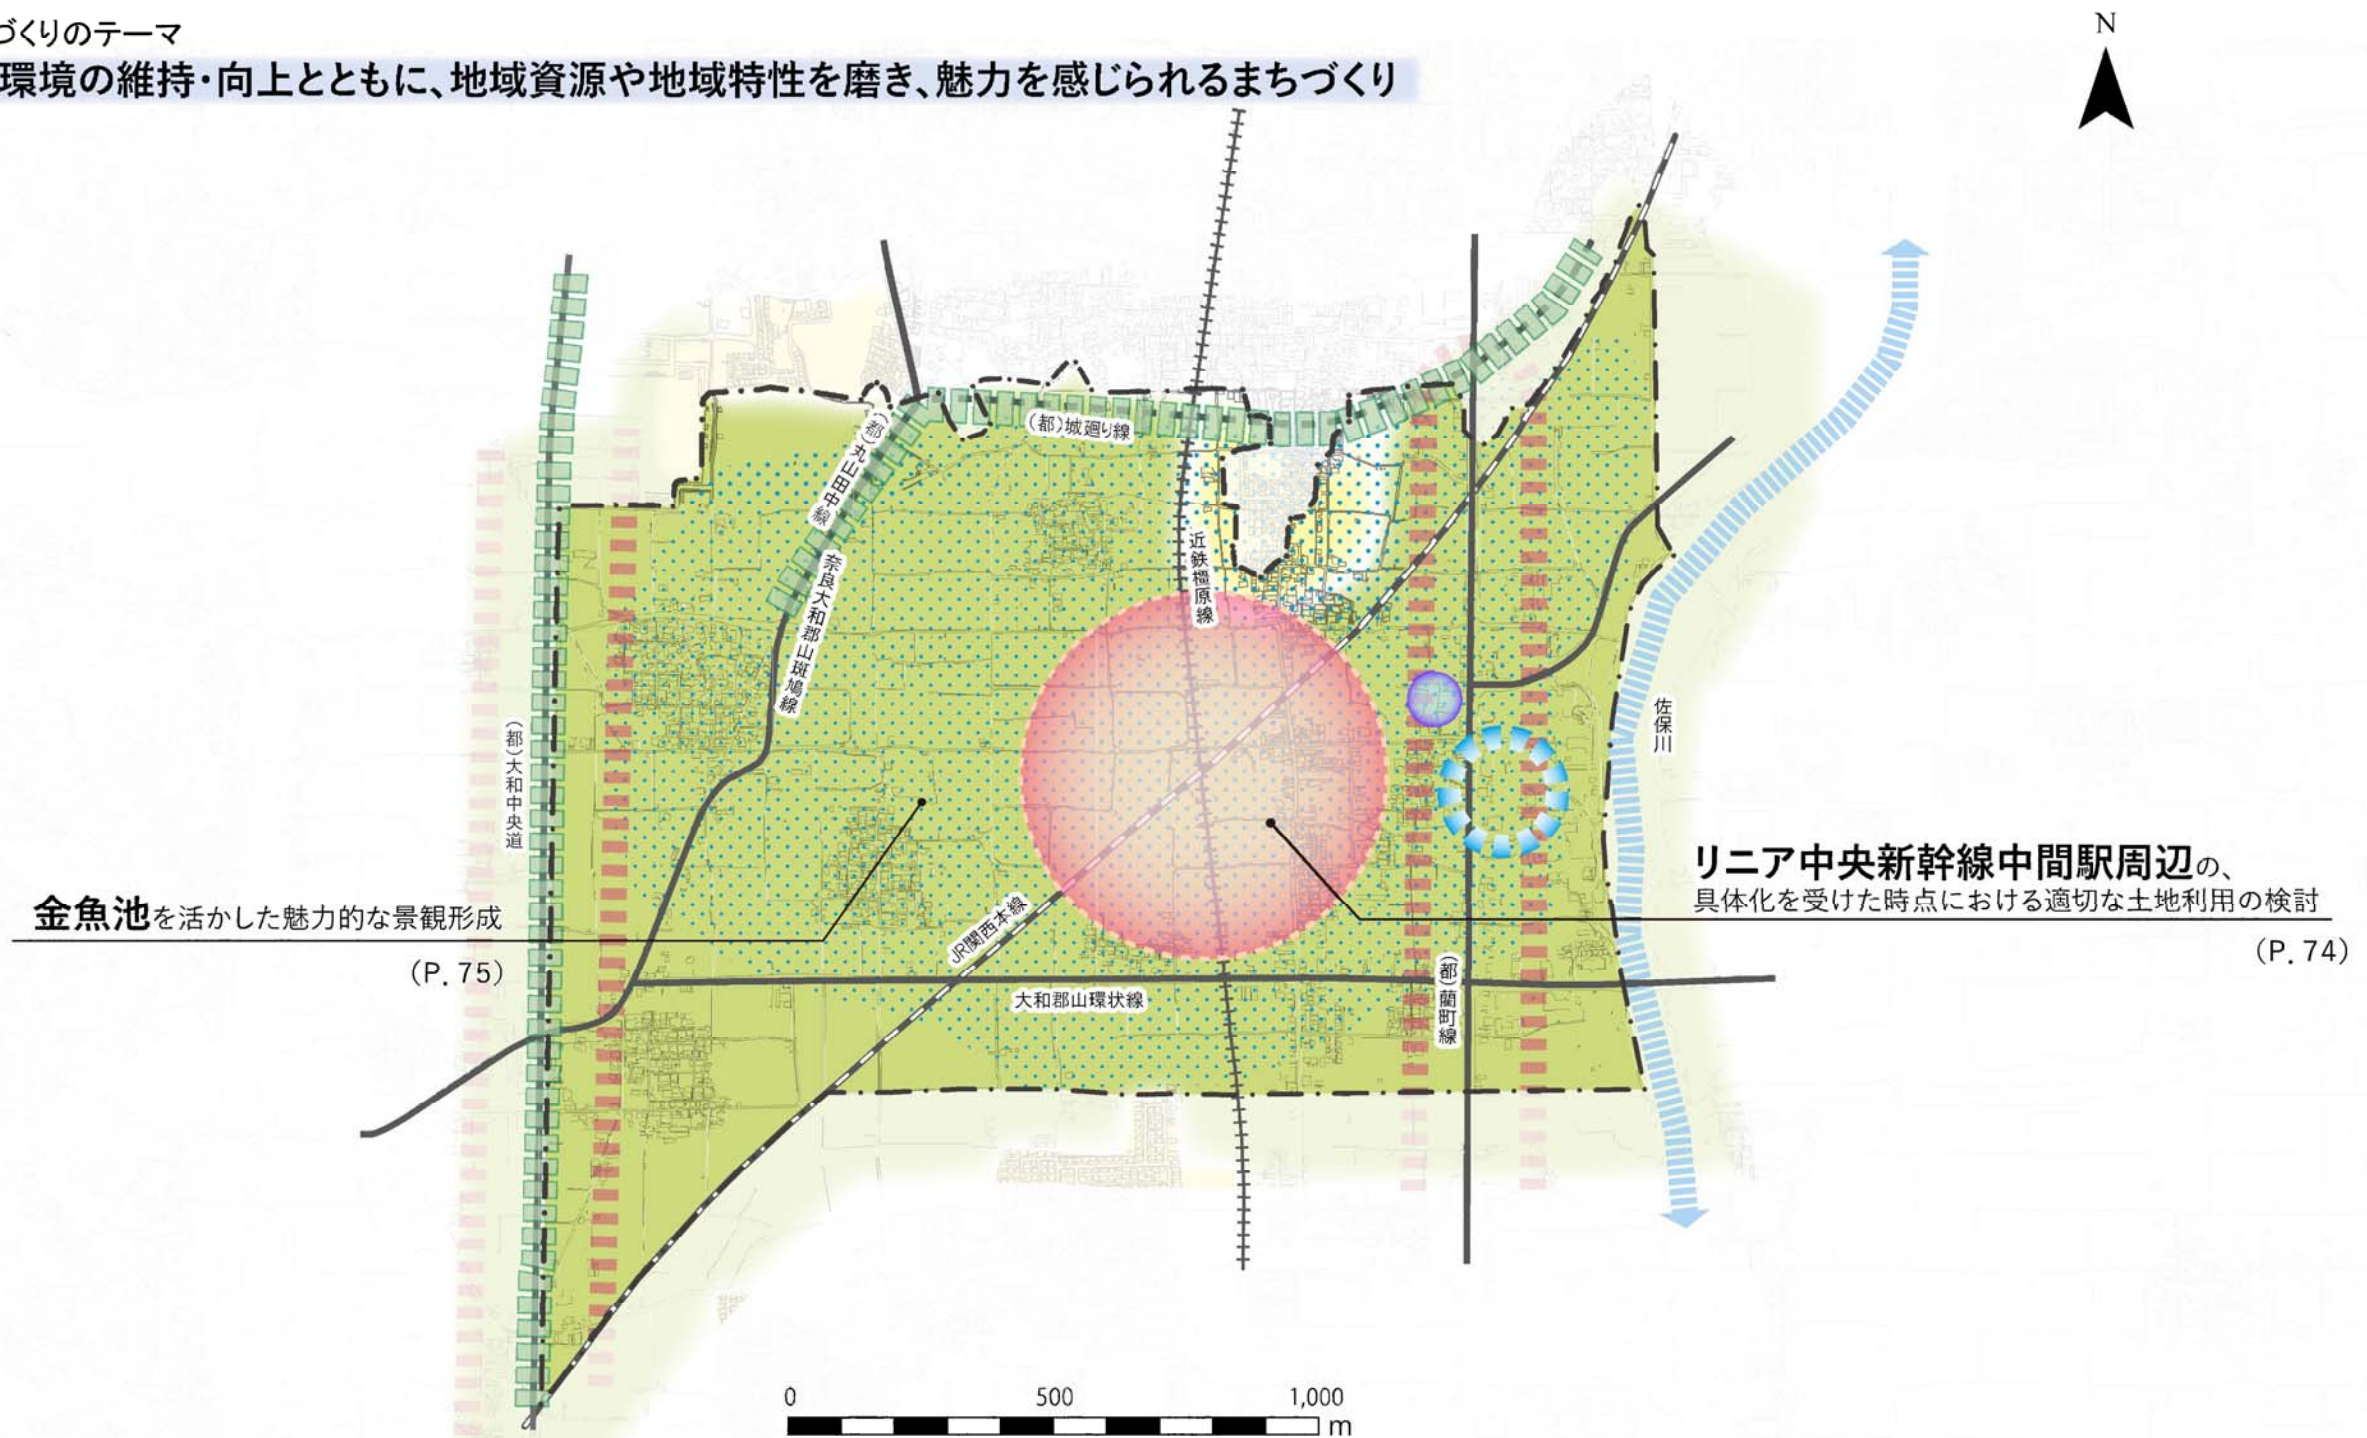 づくりのテーマ
環境の維持・向上とともに、地域資源や地域特性を磨き、魅力を感じられるまちづくり
N
(都)城廻り線
(都)丸山田中線
奈良大和郡山斑鳩線
近鉄橿原線
佐保川
(都)大和中央道
リニア中央新幹線中間駅周辺の、
具体化を受けた時点における適切な土地利用の検討
(P. 74)
金魚池を活かした魅力的な景観形成
(P. 75)
JR関西本線
大和郡山環状線
(都)藺町線
0 500 1,000
m